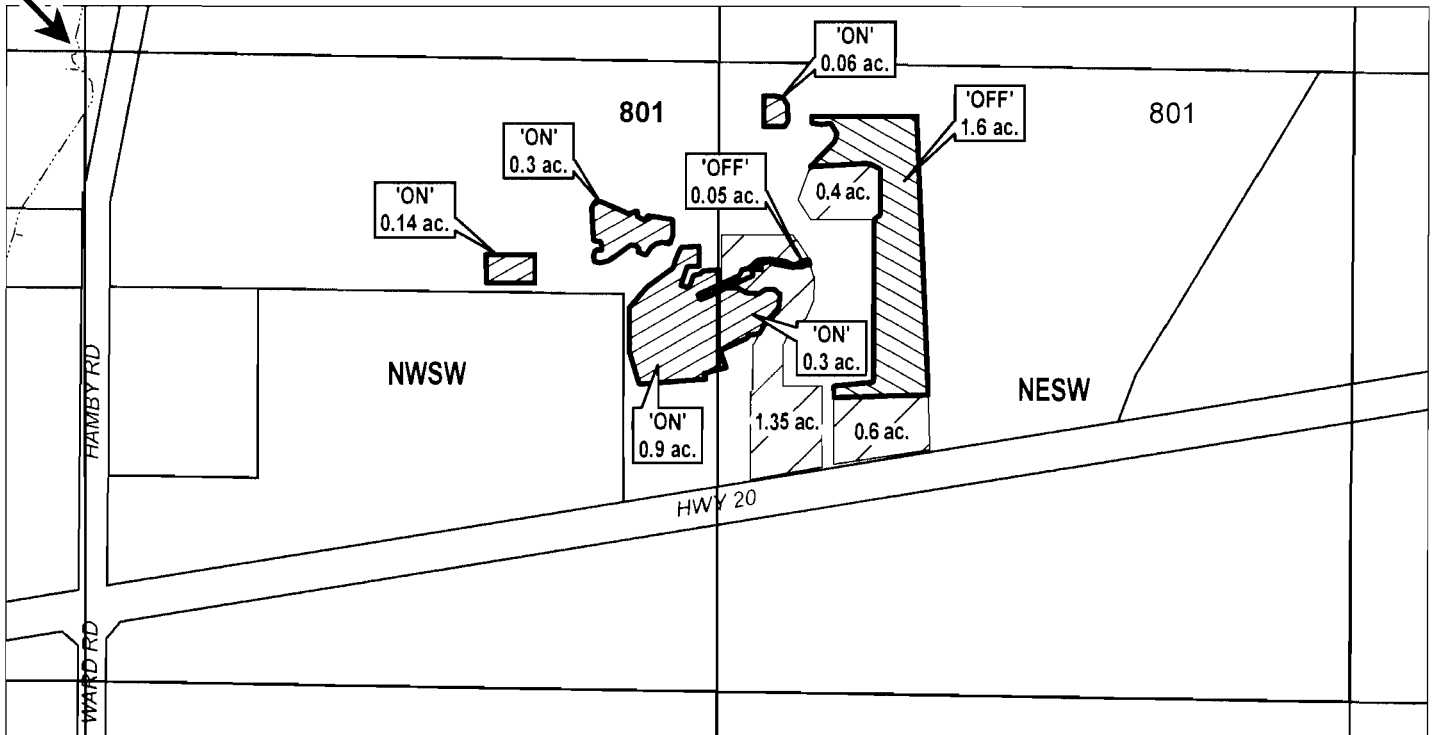 'ON'
0.06 ac.
801
'OFF'
1.6 ac.
801
'ON'
0.3 ac.
'OFF'
0.05 ac.
'ON'
0.14 ac.
0.4 ac.
'ON'
0.3 ac.
HAMBY RD
NWSW
NESW
'ON'
0.9 ac.
1.35 ac.
0.6 ac.
HWY 20
WARD RD